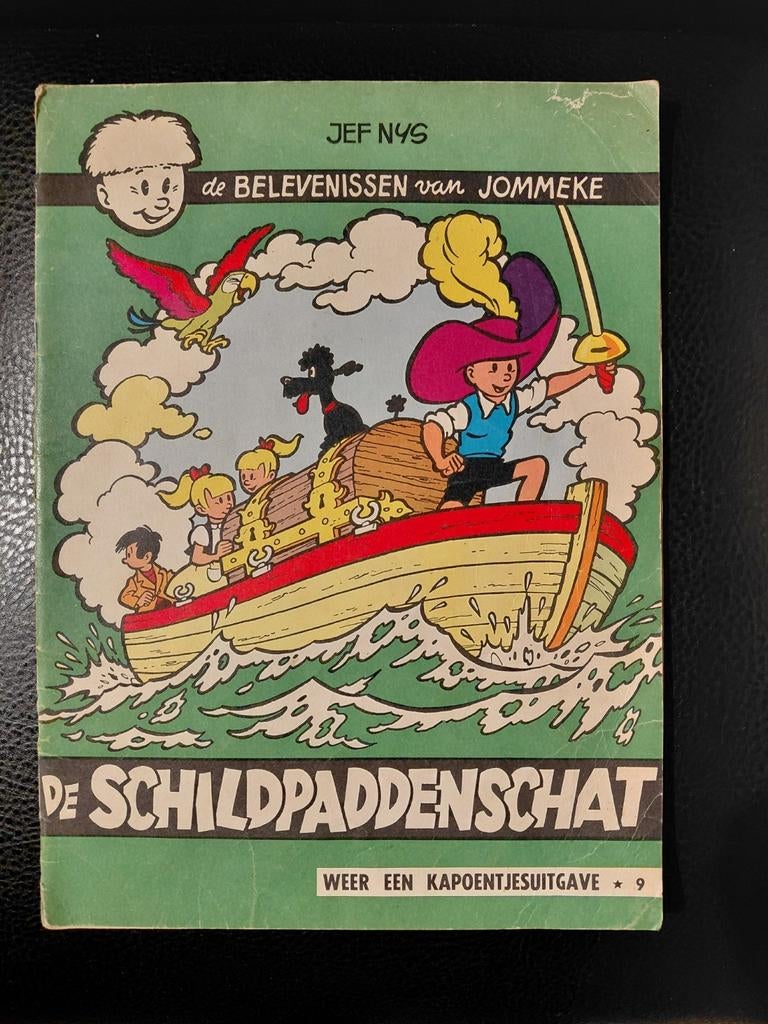 JEF NYS
de BELEVENISSEN van JOMMEKE
DE SCHILDPADDENSCHAT
WEER EEN KAPOENTJESUITGAVE ★ 9